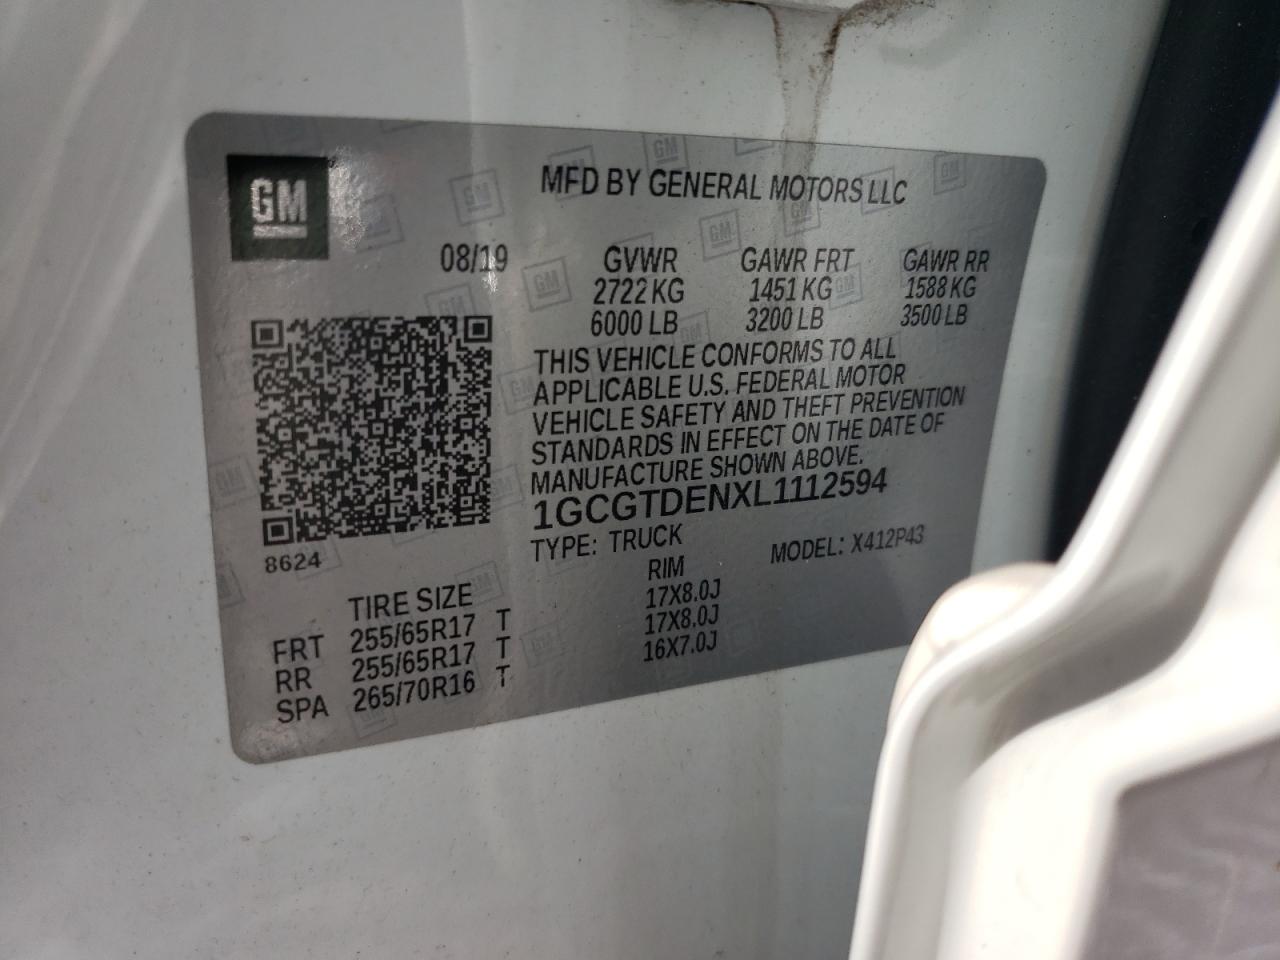 GM
MFD BY GENERAL MOTORS LLC
08/19 GVWR GAWR FRT GAWR RR
2722 KG 1451 KG 1588 KG
6000 LB 3200 LB 3500 LB
THIS VEHICLE CONFORMS TO ALL
APPLICABLE U.S. FEDERAL MOTOR
VEHICLE SAFETY AND THEFT PREVENTION
STANDARDS IN EFFECT ON THE DATE OF
MANUFACTURE SHOWN ABOVE.
1GCGTDENXL1112594
TYPE: TRUCK MODEL: X412P43
8624
TIRE SIZE RIM
FRT 255/65R17 T 17X8.0J
RR 255/65R17 T 17X8.0J
SPA 265/70R16 T 16X7.0J